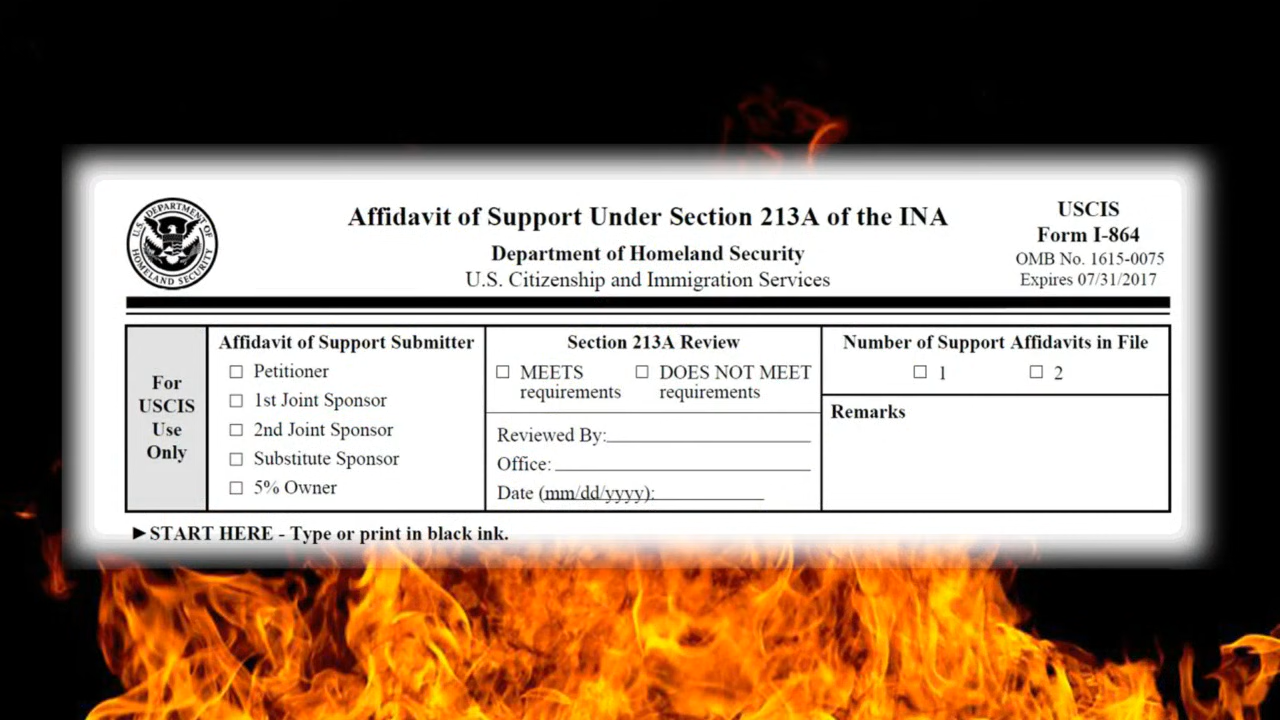 U.S. DEPARTMENT OF HOMELAND SECURITY
Affidavit of Support Under Section 213A of the INA
Department of Homeland Security
U.S. Citizenship and Immigration Services
USCIS
Form I-864
OMB No. 1615-0075
Expires 07/31/2017
For
USCIS
Use
Only
Affidavit of Support Submitter
☐ Petitioner
☐ 1st Joint Sponsor
☐ 2nd Joint Sponsor
☐ Substitute Sponsor
☐ 5% Owner
Section 213A Review
☐ MEETS requirements
☐ DOES NOT MEET requirements
Reviewed By:
Office:
Date (mm/dd/yyyy):
Number of Support Affidavits in File
☐ 1 ☐ 2
Remarks
►START HERE - Type or print in black ink.